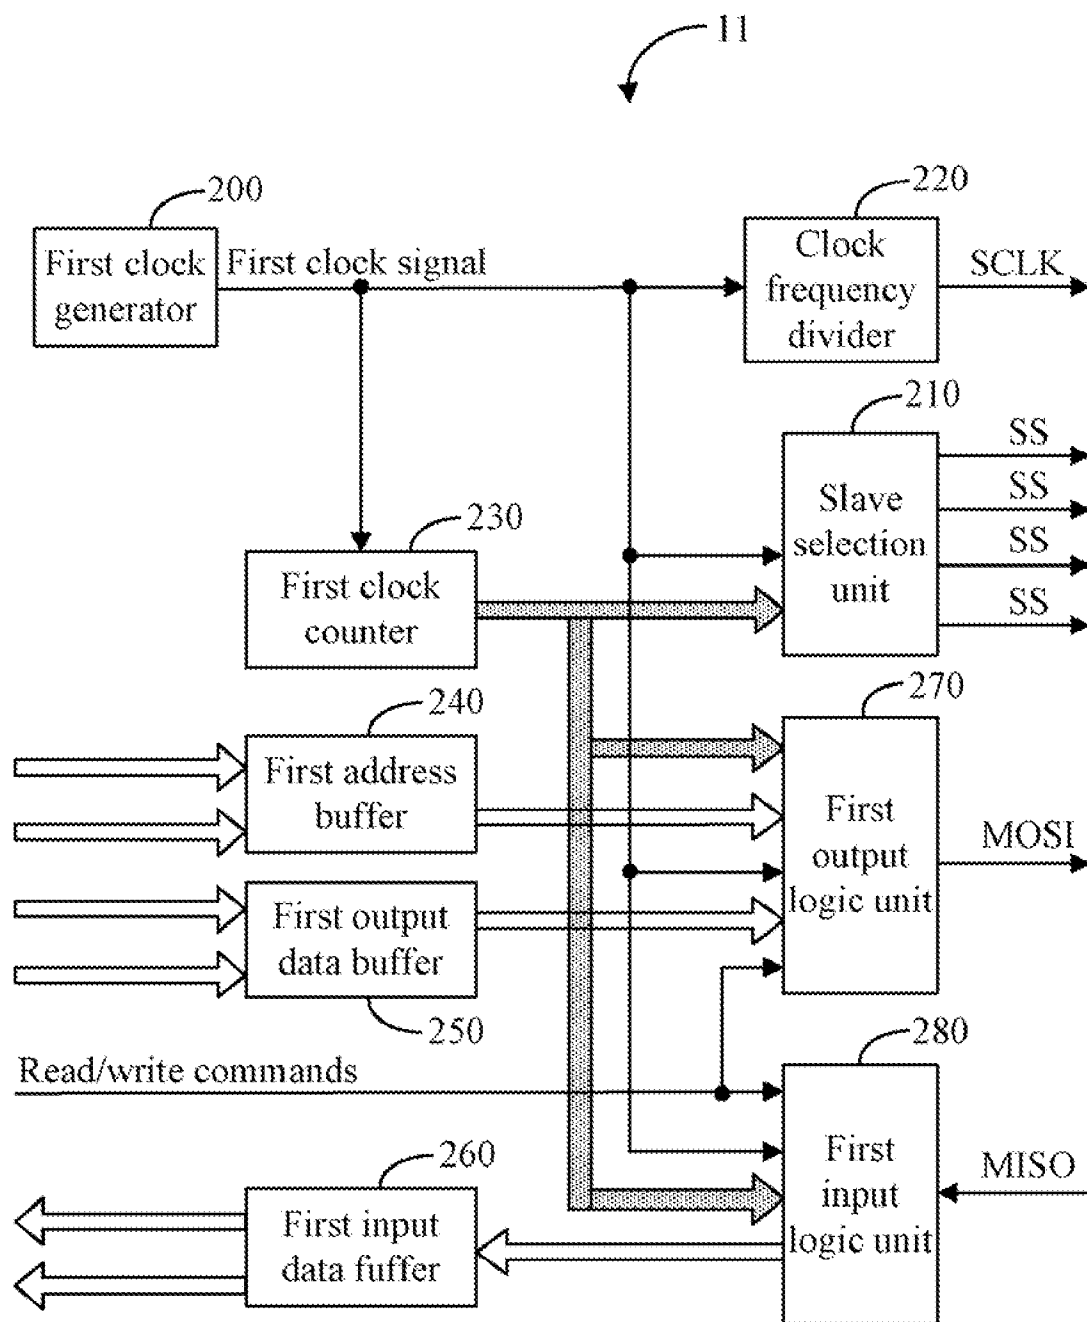 11
200
First clock
generator
First clock signal
220
Clock
frequency
divider
SCLK
210
Slave
selection
unit
SS
SS
SS
SS
230
First clock
counter
240
First address
buffer
270
First
output
logic unit
MOSI
First output
data buffer
250
Read/write commands
280
First
input
logic unit
MISO
260
First input
data fuffer